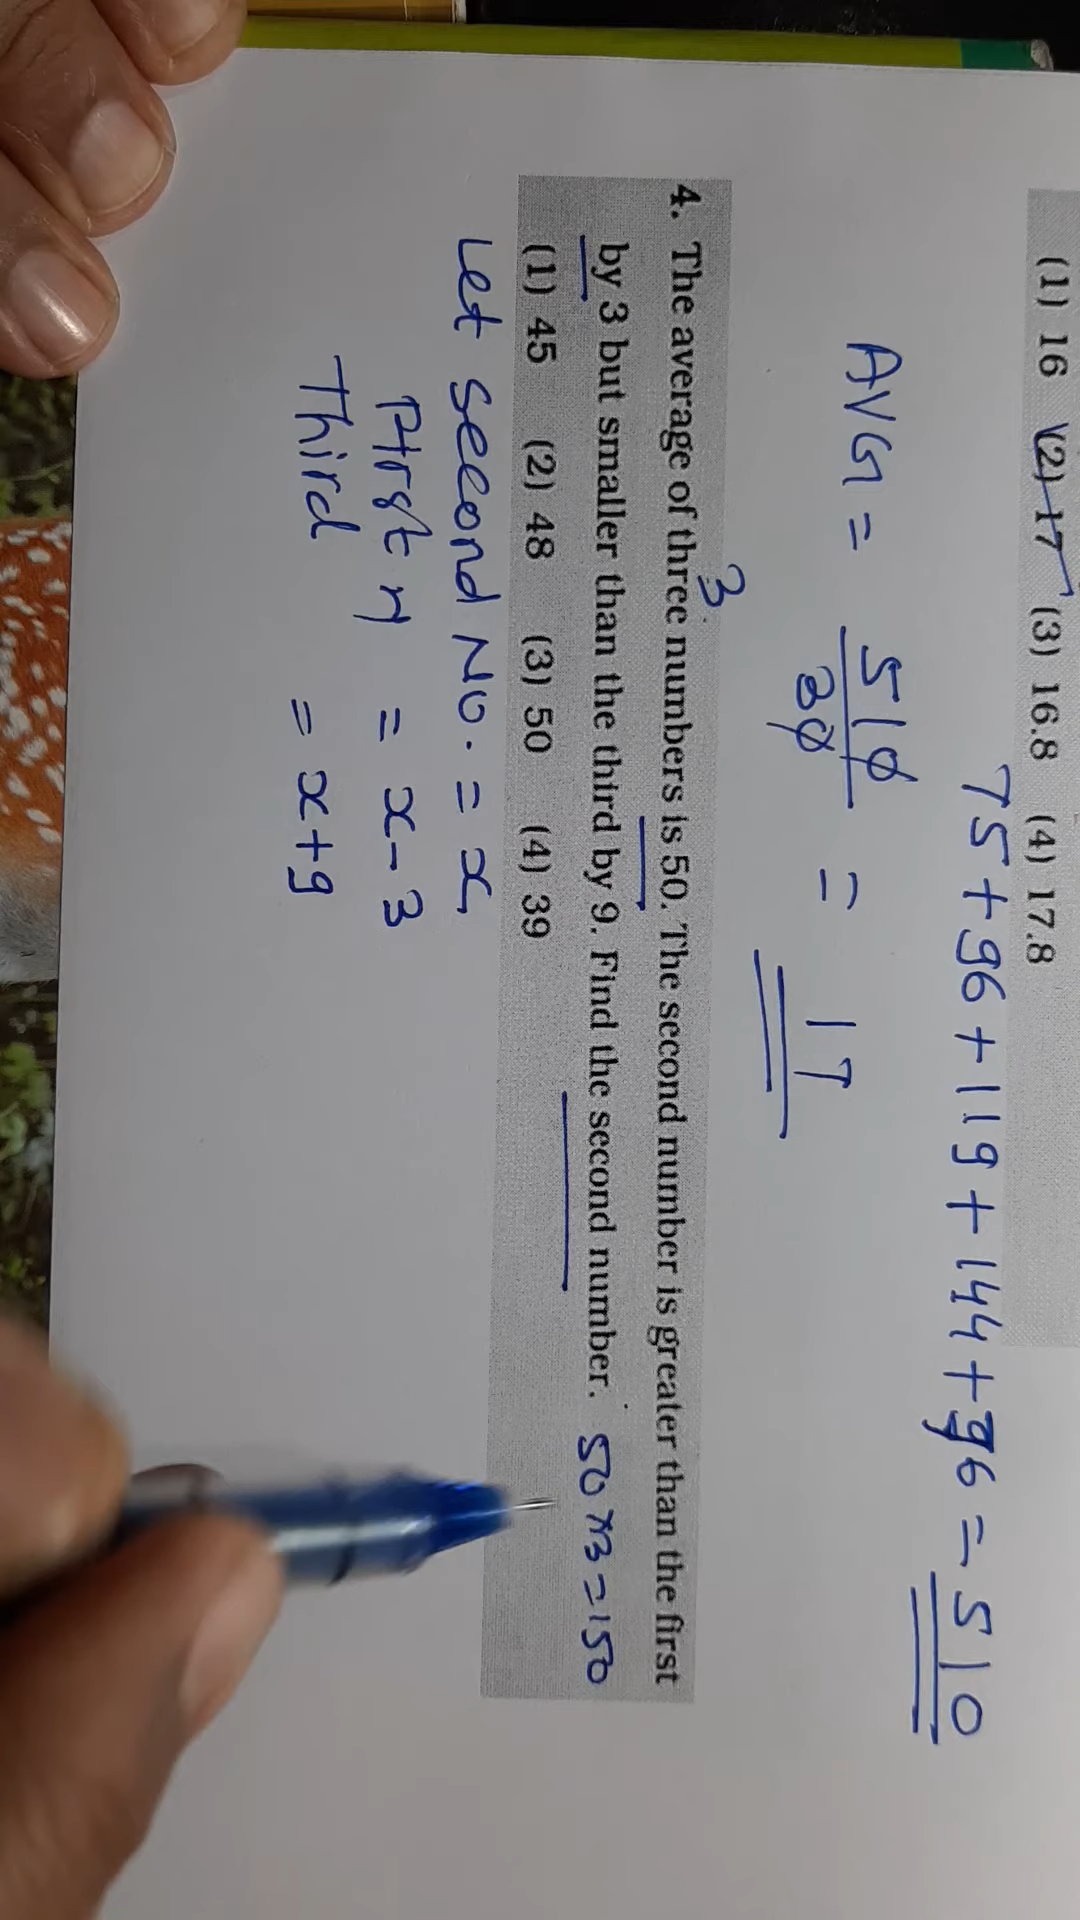 (1) 16 (2) 17 (3) 16.8 (4) 17.8
75+96+119+144+96 = 510
AVG = 510/30 = 17
3
4. The average of three numbers is 50. The second number is greater than the first
by 3 but smaller than the third by 9. Find the second number. 50×3=150
(1) 45 (2) 48 (3) 50 (4) 39
Let Second No. = x
First n = x-3
Third = x+9